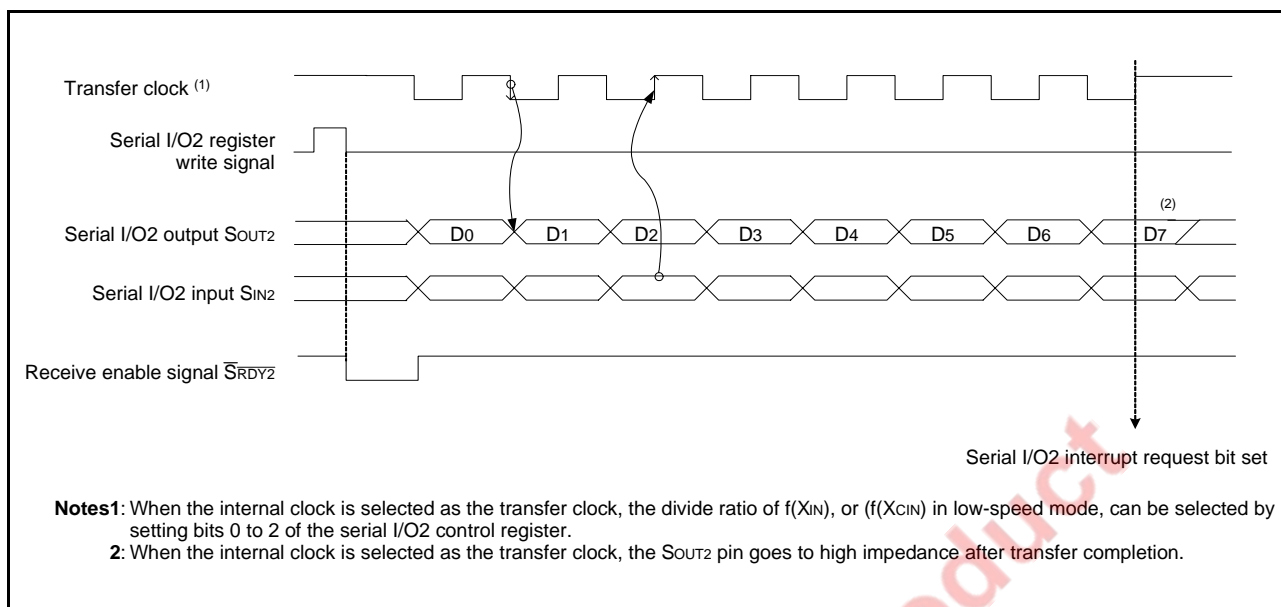 Transfer clock (1)
Serial I/O2 register
write signal
(2)
Serial I/O2 output SOUT2
D0 D1 D2 D3 D4 D5 D6 D7
Serial I/O2 input SIN2
Receive enable signal S̅R̅D̅Y̅2̅
Serial I/O2 interrupt request bit set
Notes1: When the internal clock is selected as the transfer clock, the divide ratio of f(XIN), or (f(XCIN) in low-speed mode, can be selected by
setting bits 0 to 2 of the serial I/O2 control register.
2: When the internal clock is selected as the transfer clock, the SOUT2 pin goes to high impedance after transfer completion.